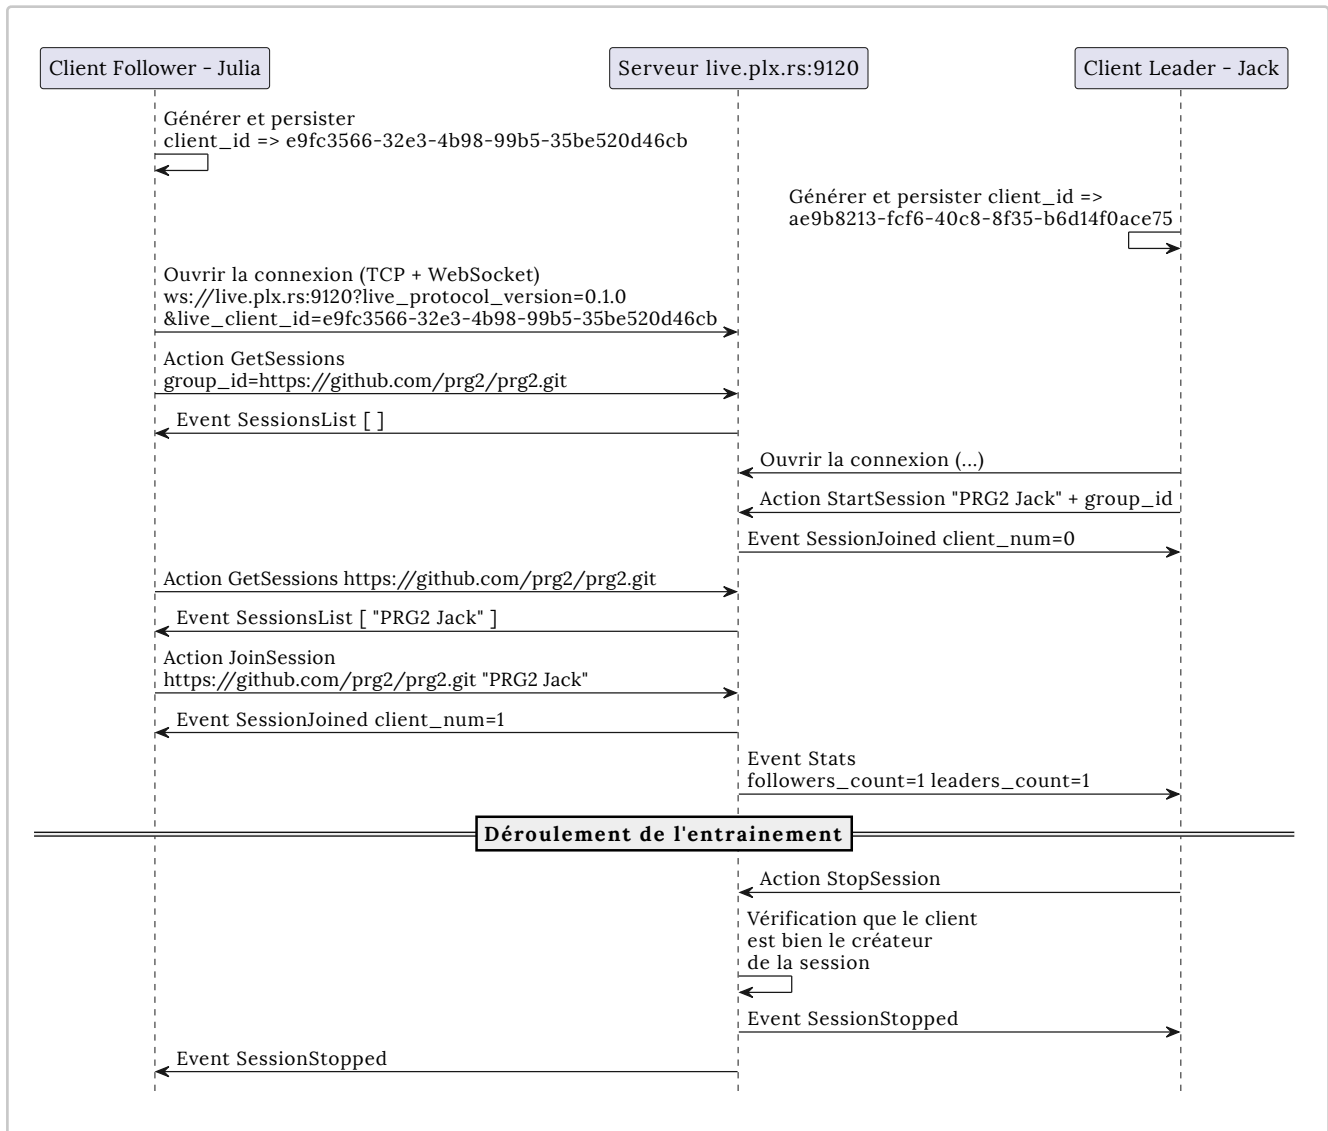 Client Follower - Julia
Serveur live.plx.rs:9120
Client Leader - Jack
Générer et persister
client_id => e9fc3566-32e3-4b98-99b5-35be520d46cb
Générer et persister client_id =>
ae9b8213-fcf6-40c8-8f35-b6d14f0ace75
Ouvrir la connexion (TCP + WebSocket)
ws://live.plx.rs:9120?live_protocol_version=0.1.0
&live_client_id=e9fc3566-32e3-4b98-99b5-35be520d46cb
Action GetSessions
group_id=https://github.com/prg2/prg2.git
Event SessionsList [ ]
Ouvrir la connexion (...)
Action StartSession "PRG2 Jack" + group_id
Event SessionJoined client_num=0
Action GetSessions https://github.com/prg2/prg2.git
Event SessionsList [ "PRG2 Jack" ]
Action JoinSession
https://github.com/prg2/prg2.git "PRG2 Jack"
Event SessionJoined client_num=1
Event Stats
followers_count=1 leaders_count=1
Déroulement de l'entrainement
Action StopSession
Vérification que le client
est bien le créateur
de la session
Event SessionStopped
Event SessionStopped